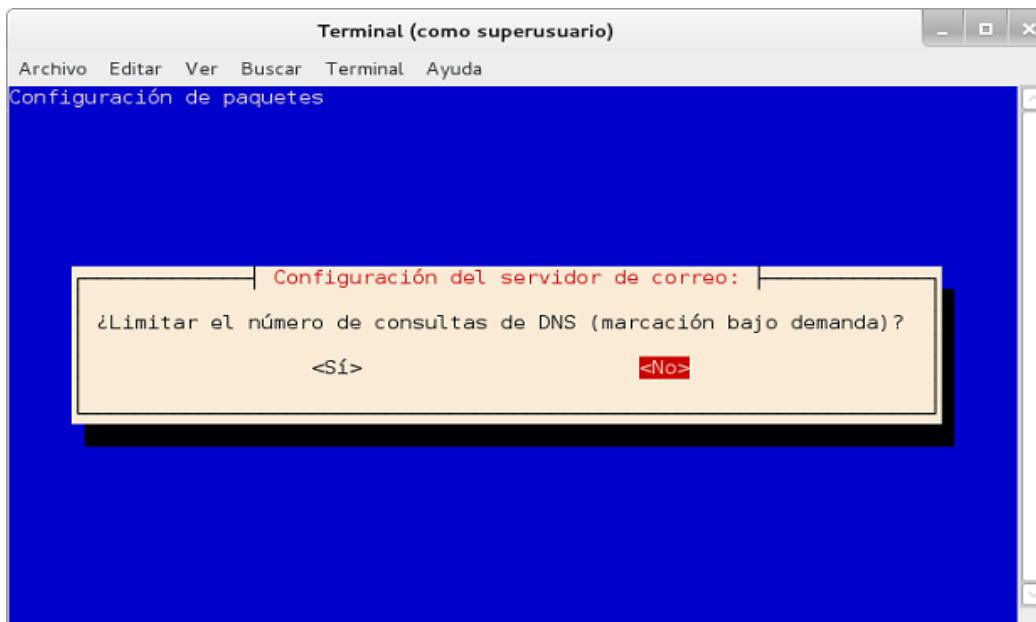 Terminal (como superusuario)
Archivo Editar Ver Buscar Terminal Ayuda
Configuración de paquetes
Configuración del servidor de correo:
¿Limitar el número de consultas de DNS (marcación bajo demanda)?
<Sí> <No>